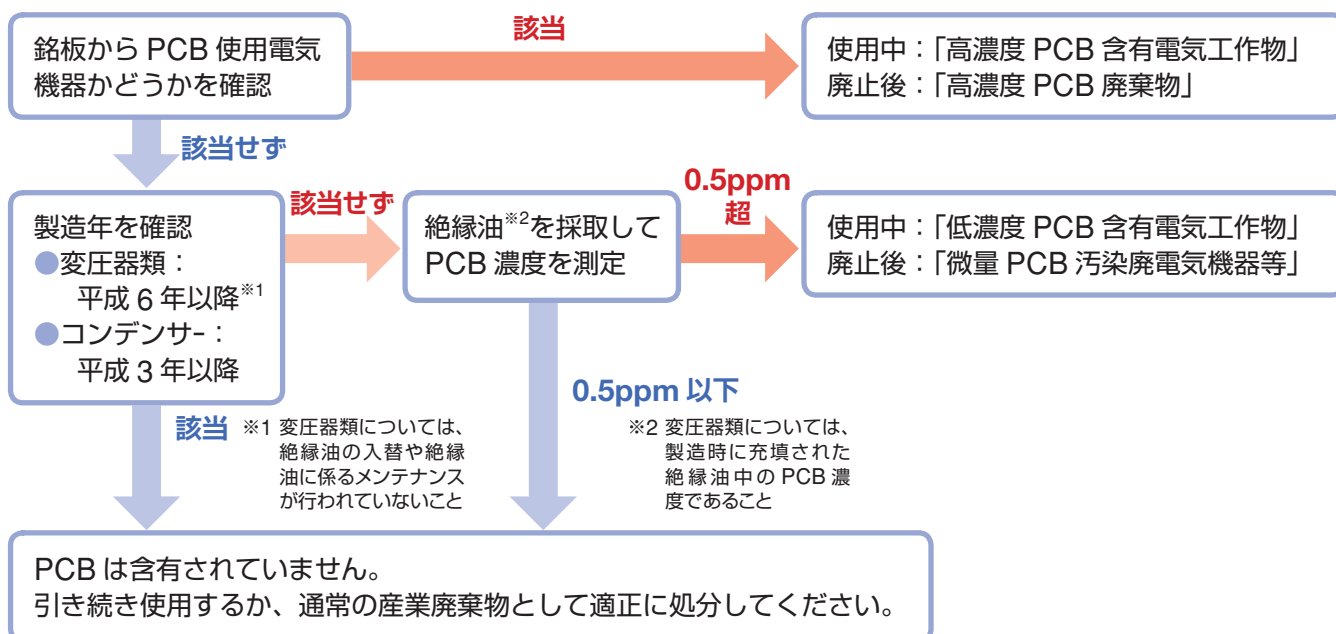 銘板から PCB 使用電気
機器かどうかを確認
該当
使用中：「高濃度 PCB 含有電気工作物」
廃止後：「高濃度 PCB 廃棄物」
該当せず
製造年を確認
●変圧器類：
平成 6 年以降※1
●コンデンサー：
平成 3 年以降
該当せず
絶縁油※2を採取して
PCB 濃度を測定
0.5ppm
超
使用中：「低濃度 PCB 含有電気工作物」
廃止後：「微量 PCB 汚染廃電気機器等」
該当
※1 変圧器類については、
絶縁油の入替や絶縁
油に係るメンテナンス
が行われていないこと
0.5ppm 以下
※2 変圧器類については、
製造時に充填された
絶縁油中の PCB 濃
度であること
PCB は含有されていません。
引き続き使用するか、通常の産業廃棄物として適正に処分してください。